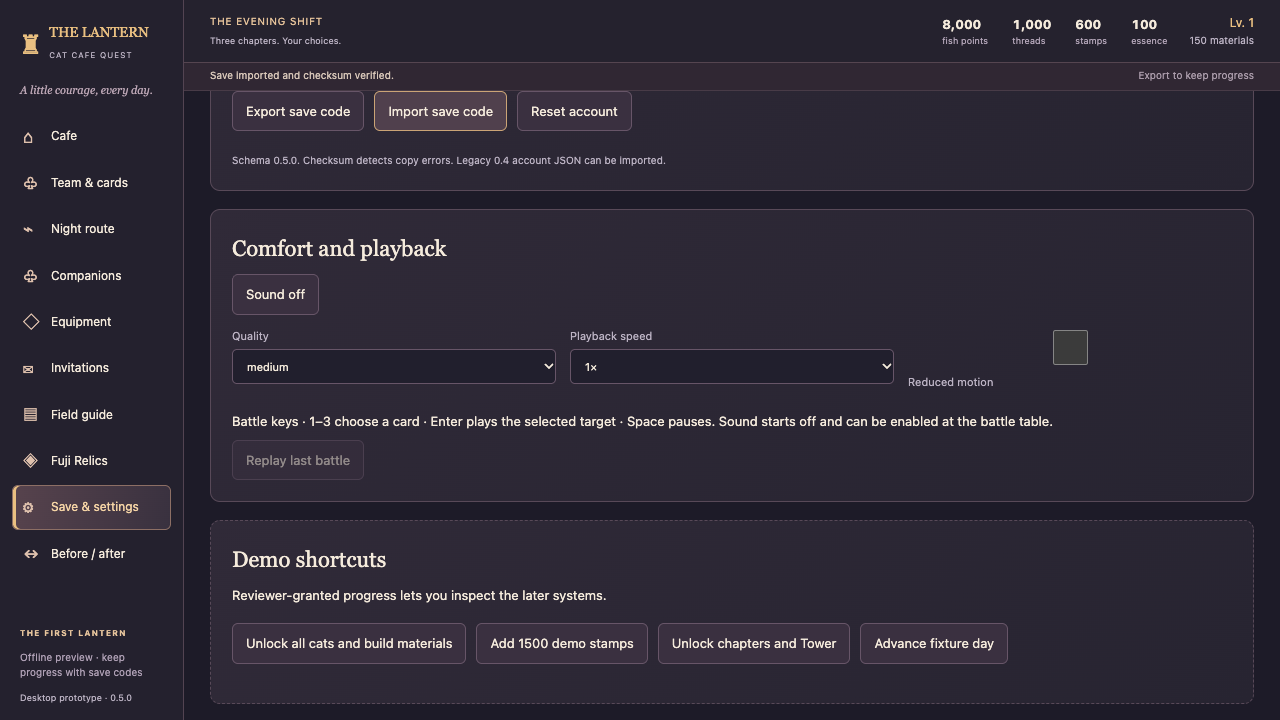 THE LANTERN
CAT CAFE QUEST
A little courage, every day.
Cafe
Team & cards
Night route
Companions
Equipment
Invitations
Field guide
Fuji Relics
Save & settings
Before / after
THE FIRST LANTERN
Offline preview · keep
progress with save codes
Desktop prototype · 0.5.0
THE EVENING SHIFT
Three chapters. Your choices.
8,000
fish points
1,000
threads
600
stamps
100
essence
Lv. 1
150 materials
Save imported and checksum verified.
Export to keep progress
Export save code
Import save code
Reset account
Schema 0.5.0. Checksum detects copy errors. Legacy 0.4 account JSON can be imported.
Comfort and playback
Sound off
Quality
Playback speed
medium
1×
Reduced motion
Battle keys · 1–3 choose a card · Enter plays the selected target · Space pauses. Sound starts off and can be enabled at the battle table.
Replay last battle
Demo shortcuts
Reviewer-granted progress lets you inspect the later systems.
Unlock all cats and build materials
Add 1500 demo stamps
Unlock chapters and Tower
Advance fixture day